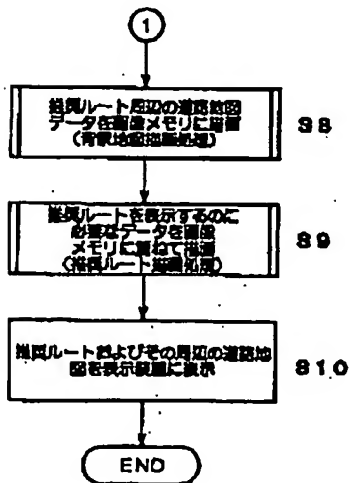 1
推奨ルート周辺の道路地図
データを画像メモリに描画
(背景地図描画処理)
S8
推奨ルートを表示するのに
必要なデータを画像
メモリに重ねて描画
(推奨ルート描画処理)
S9
推奨ルートおよびその周辺の道路地
図を表示装置に表示
S10
END